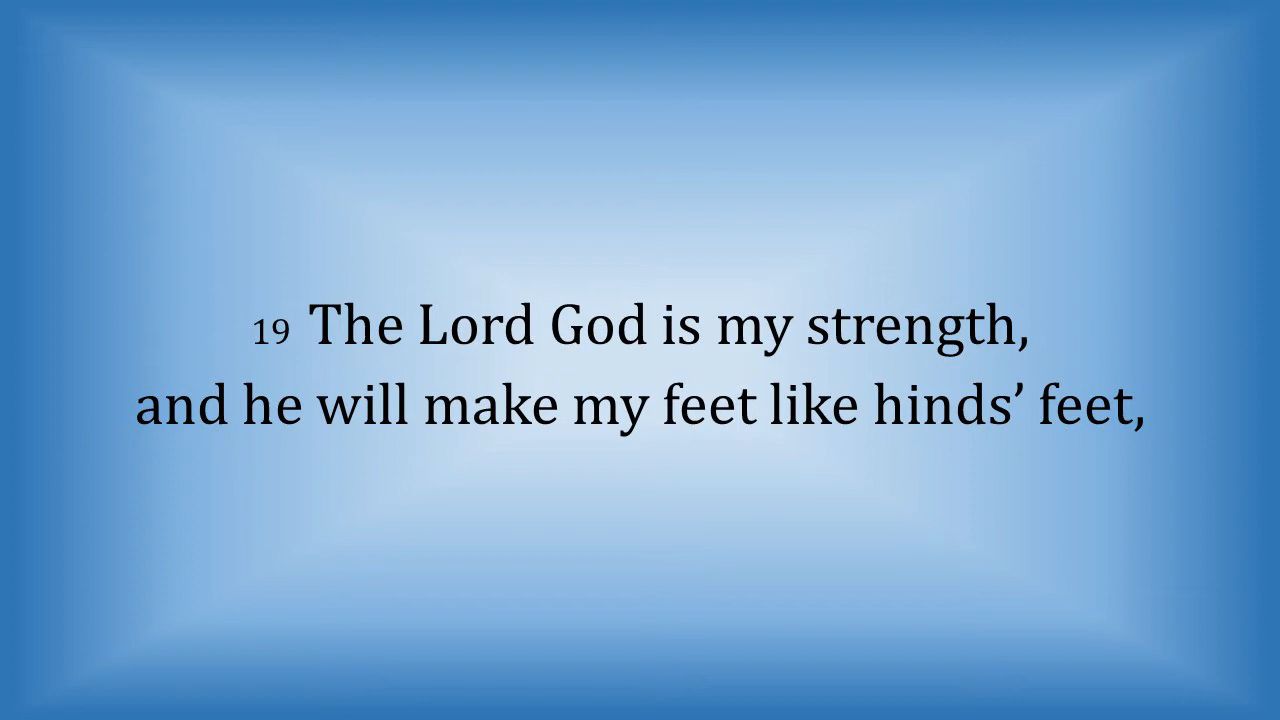 19 The Lord God is my strength,
and he will make my feet like hinds’ feet,